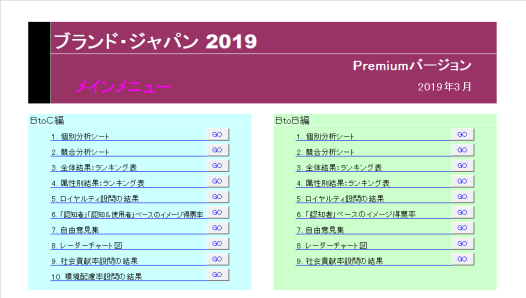 ブランド・ジャパン 2019
Premiumバージョン
メインメニュー
2019年3月
BtoC編
1. 個別分析シート GO
2. 競合分析シート GO
3. 全体結果:ランキング表 GO
4. 属性別結果:ランキング表 GO
5. ロイヤルティ設問の結果 GO
6.「認知者」「認知&使用者」ベースのイメージ得票率 GO
7. 自由意見集 GO
8. レーダーチャート図 GO
9. 社会貢献率設問の結果 GO
10. 環境配慮率設問の結果 GO
BtoB編
1. 個別分析シート GO
2. 競合分析シート GO
3. 全体結果:ランキング表 GO
4. 属性別結果:ランキング表 GO
5. ロイヤルティ設問の結果 GO
6.「認知者」ベースのイメージ得票率 GO
7. 自由意見集 GO
8. レーダーチャート図 GO
9. 社会貢献率設問の結果 GO